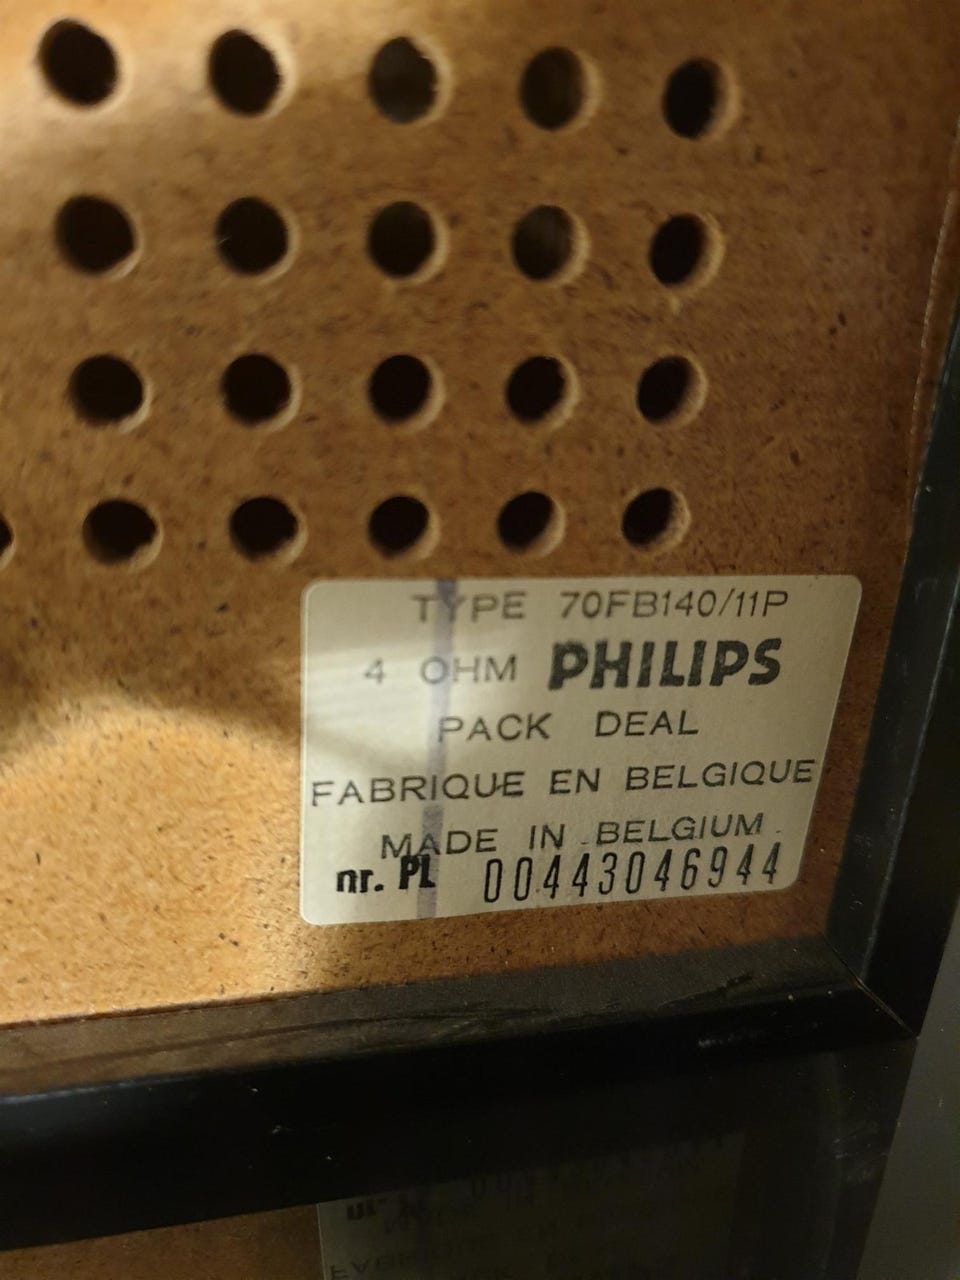 TYPE 70FB140/11P
4 OHM PHILIPS
PACK DEAL
FABRIQUE EN BELGIQUE
MADE IN BELGIUM
nr. PL 00443046944